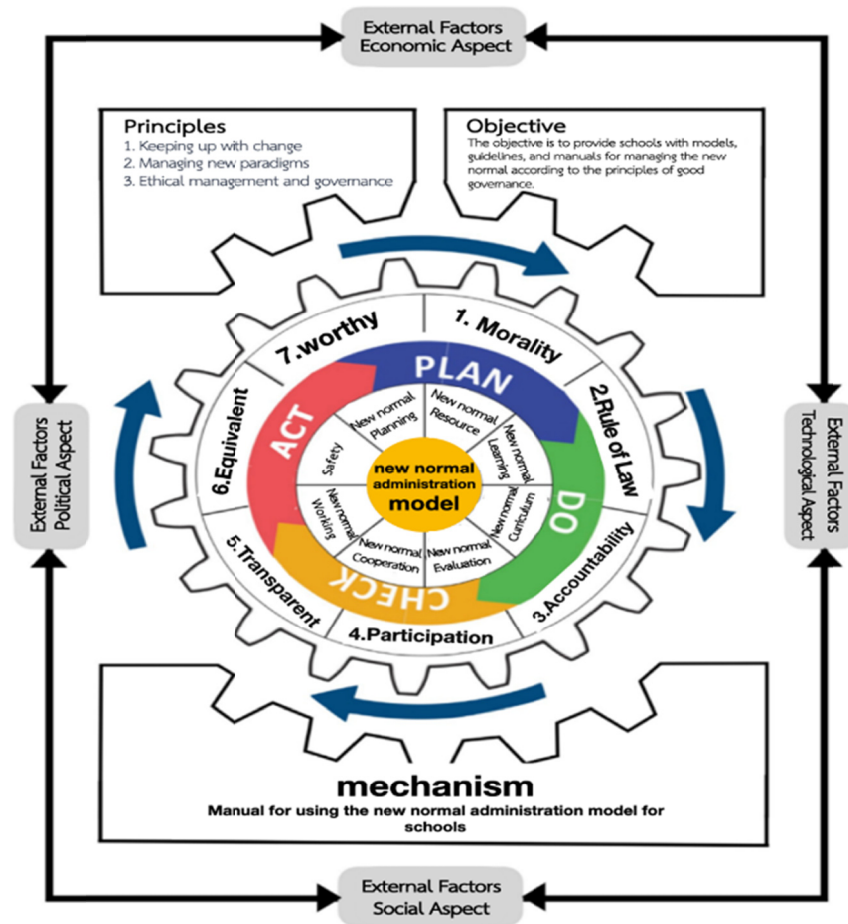 External Factors
Economic Aspect
Principles
1. Keeping up with change
2. Managing new paradigms
3. Ethical management and governance
Objective
The objective is to provide schools with models,
guidelines, and manuals for managing the new
normal according to the principles of good
governance.
External Factors
Political Aspect
External Factors
Technological Aspect
1. Morality
2.Rule of Law
3.Accountability
4.Participation
5.Transparent
6.Equivalent
7.worthy
PLAN
DO
CHECK
ACT
New normal
Resource
New normal
Learning
New normal
Curriculum
New normal
Evaluation
New normal
Cooperation
New normal
Working
Safety
New normal
Planning
new normal
administration
model
mechanism
Manual for using the new normal administration model for
schools
External Factors
Social Aspect